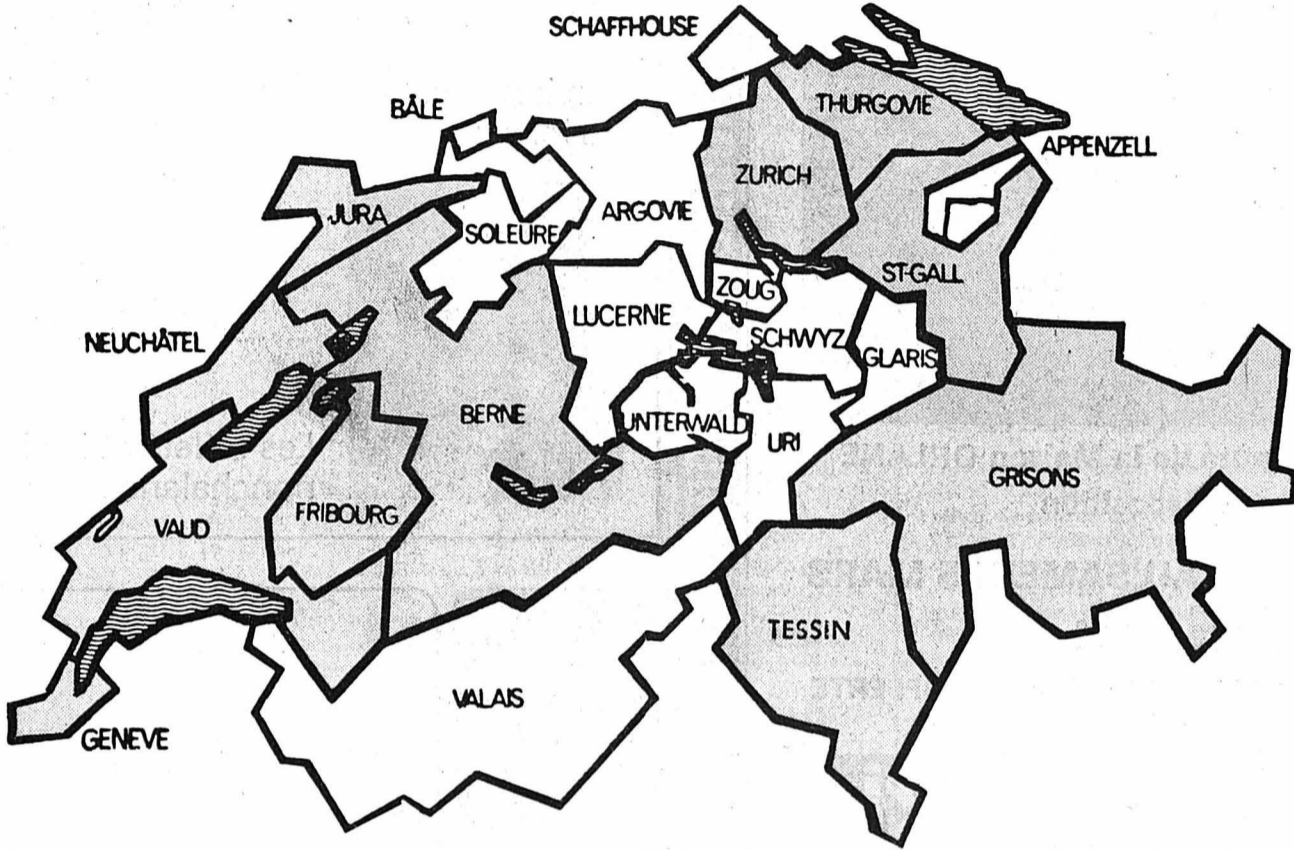 SCHAFFHOUSE
THURGOVIE
BÂLE
APPENZELL
ZURICH
JURA
ARGOVIE
SOLEURE
ST-GALL
ZOUG
LUCERNE
SCHWYZ
NEUCHÂTEL
GLARIS
BERNE
UNTERWALD
URI
GRISONS
FRIBOURG
VAUD
TESSIN
VALAIS
GENEVE